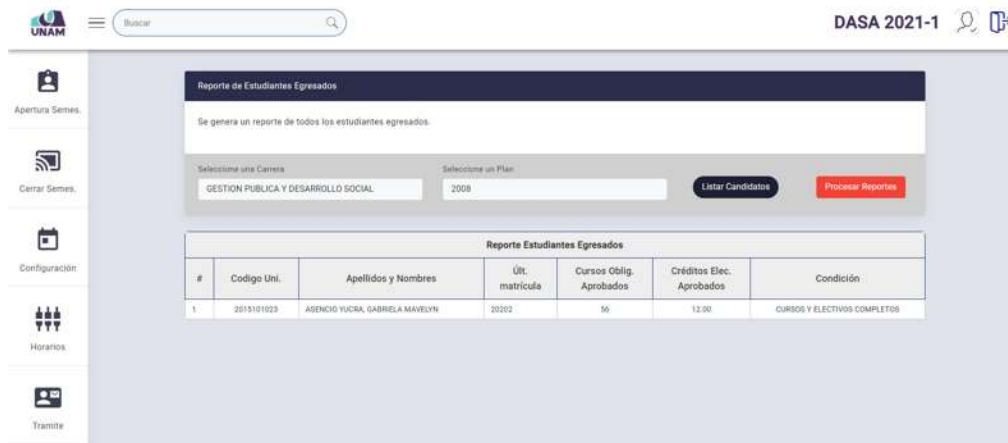 UNAM
Buscar
DASA 2021-1
Apertura Semes.
Cerrar Semes.
Configuración
Horarios
Tramite
Reporte de Estudiantes Egresados
Se genera un reporte de todos los estudiantes egresados.
Seleccione una Carrera Seleccione un Plan
GESTION PUBLICA Y DESARROLLO SOCIAL 2008 Listar Candidatos Procesar Reportes
Reporte Estudiantes Egresados
# Codigo Uni. Apellidos y Nombres Últ. matrícula Cursos Oblig. Aprobados Créditos Elec. Aprobados Condición
1 2015101023 ASENCIO YUCRA, GABRIELA MAVELYN 20202 56 12.00 CURSOS Y ELECTIVOS COMPLETOS